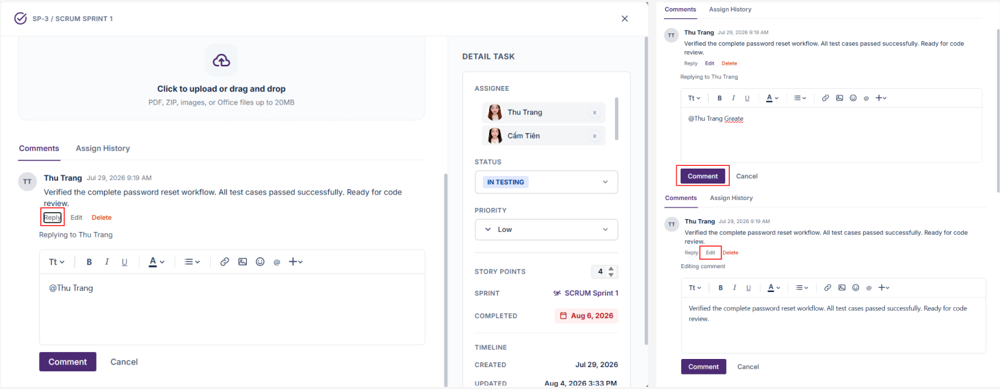 SP-3 / SCRUM SPRINT 1
Click to upload or drag and drop
PDF, ZIP, images, or Office files up to 20MB
Comments Assign History
TT
Thu Trang Jul 29, 2026 9:19 AM
Verified the complete password reset workflow. All test cases passed successfully. Ready for code
review.
Reply Edit Delete
Replying to Thu Trang
Tt B I U A @
@Thu Trang
Comment Cancel
DETAIL TASK
ASSIGNEE
Thu Trang x
Cẩm Tiên x
STATUS
IN TESTING
PRIORITY
Low
STORY POINTS 4
SPRINT SCRUM Sprint 1
COMPLETED Aug 6, 2026
TIMELINE
CREATED Jul 29, 2026
UPDATED Aug 4, 2026 3:33 PM
Comments Assign History
TT
Thu Trang Jul 29, 2026 9:19 AM
Verified the complete password reset workflow. All test cases passed successfully. Ready for code
review.
Reply Edit Delete
Replying to Thu Trang
Tt B I U A @
@Thu Trang Greate
Comment Cancel
Comments Assign History
TT
Thu Trang Jul 29, 2026 9:19 AM
Verified the complete password reset workflow. All test cases passed successfully. Ready for code
review.
Reply Edit Delete
Editing comment
Tt B I U A @
Verified the complete password reset workflow. All test cases passed successfully. Ready for code
review.
Comment Cancel